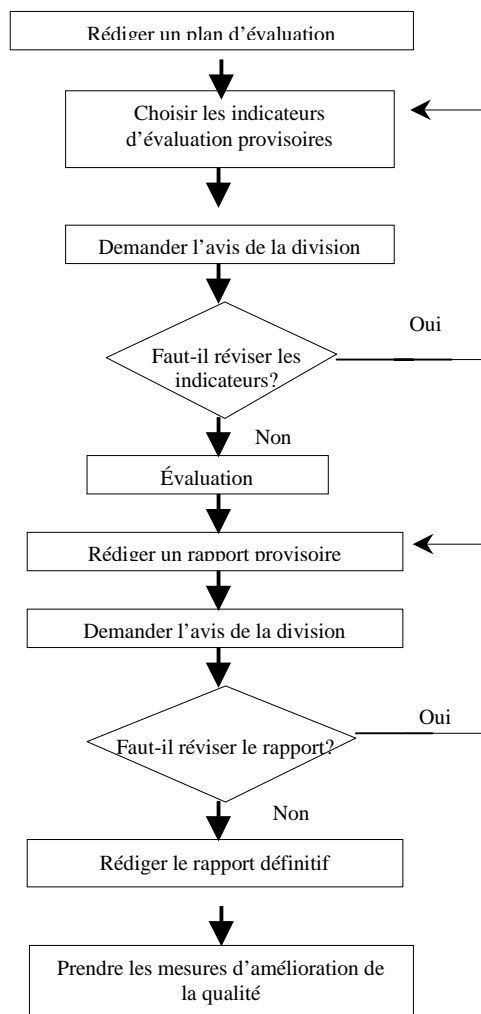 Rédiger un plan d’évaluation
Choisir les indicateurs
d’évaluation provisoires
Demander l’avis de la division
Oui
Faut-il réviser les
indicateurs?
Non
Évaluation
Rédiger un rapport provisoire
Demander l’avis de la division
Oui
Faut-il réviser le rapport?
Non
Rédiger le rapport définitif
Prendre les mesures d’amélioration de
la qualité